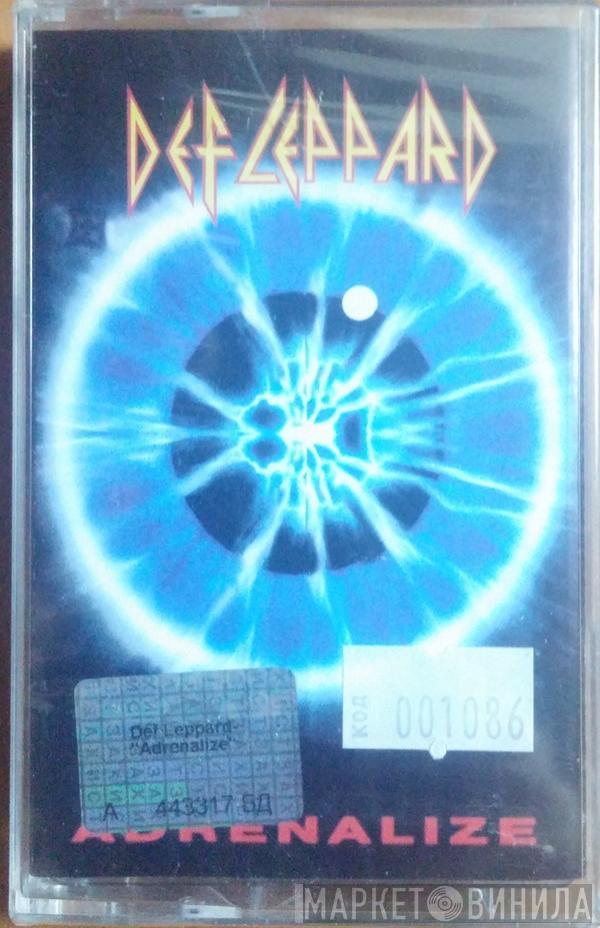 DEF LEPPARD
Def Leppard-
"Adrenalize"
А 443317 БД
КОД 001086
ADRENALIZE
МАРКЕТ ВИНИЛА